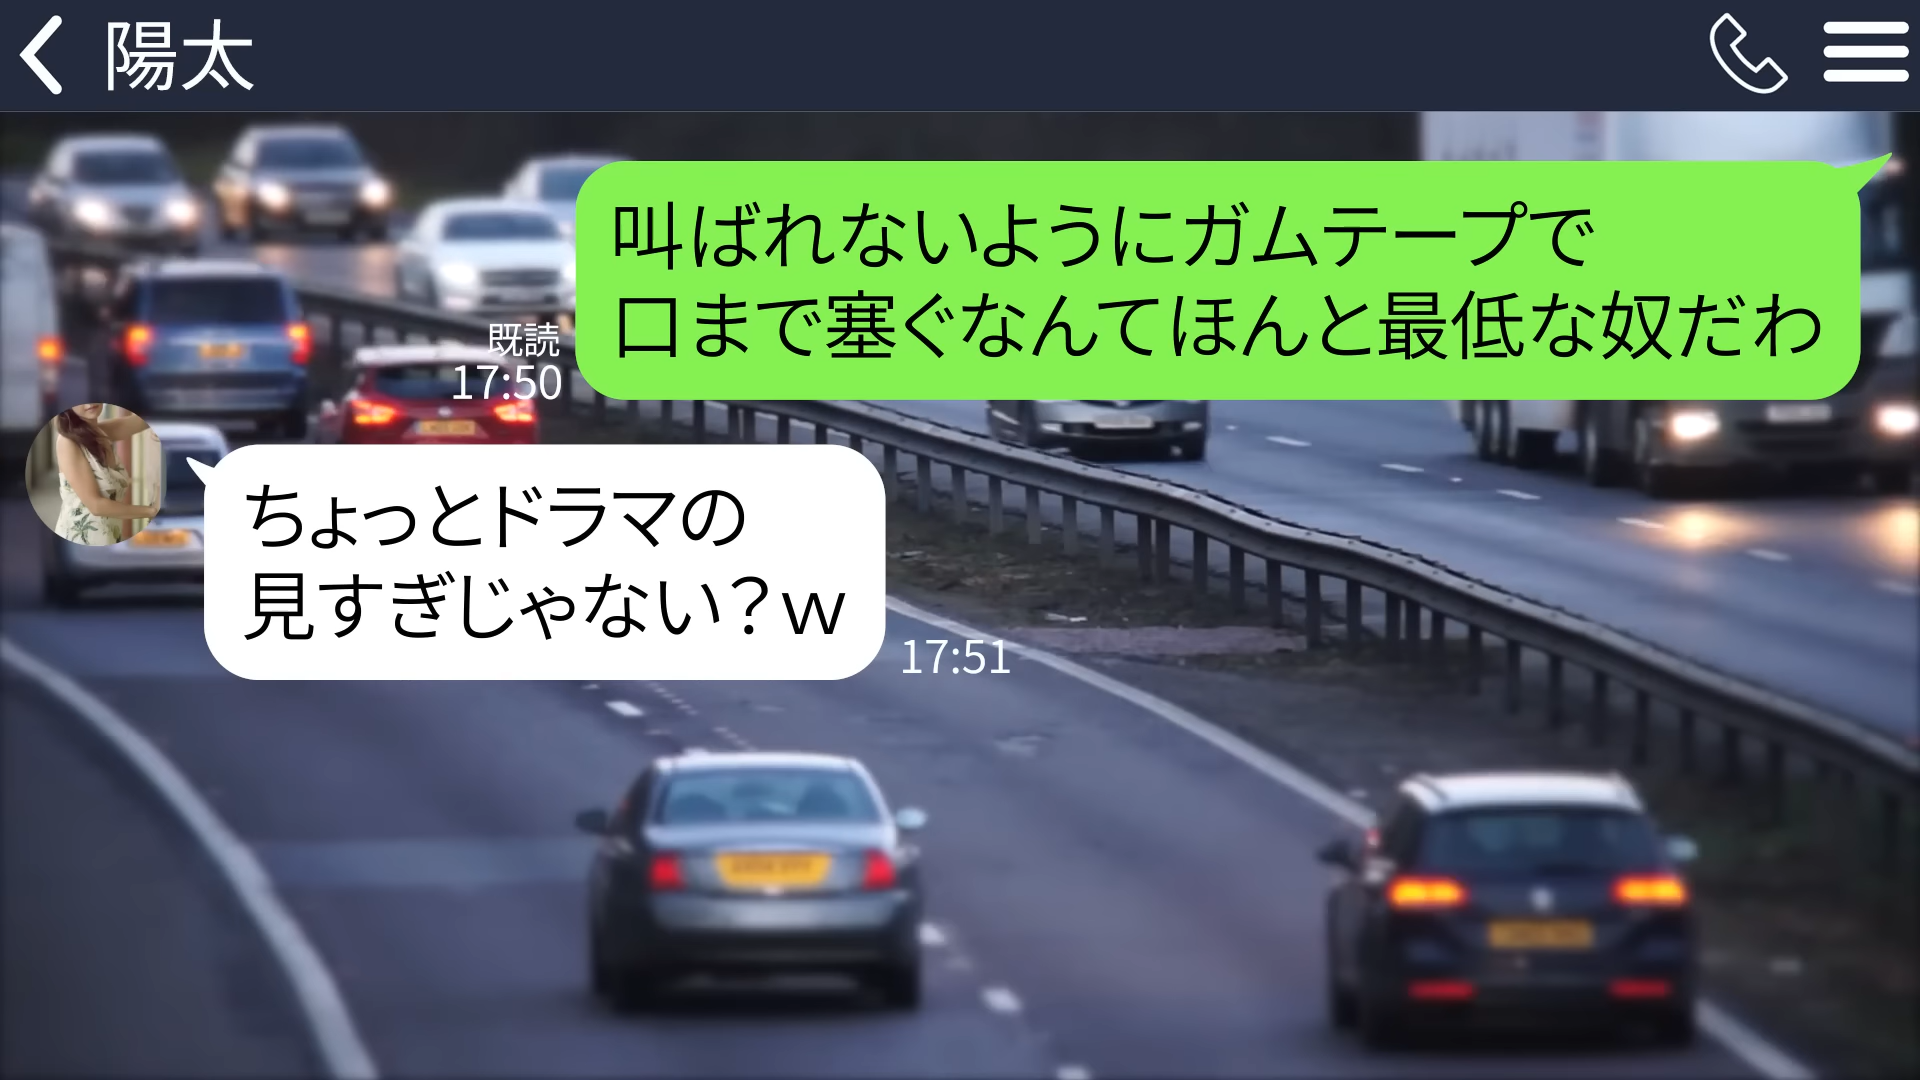 陽太
叫ばれないようにガムテープで
口まで塞ぐなんてほんと最低な奴だわ
既読
17:50
ちょっとドラマの
見すぎじゃない？w
17:51